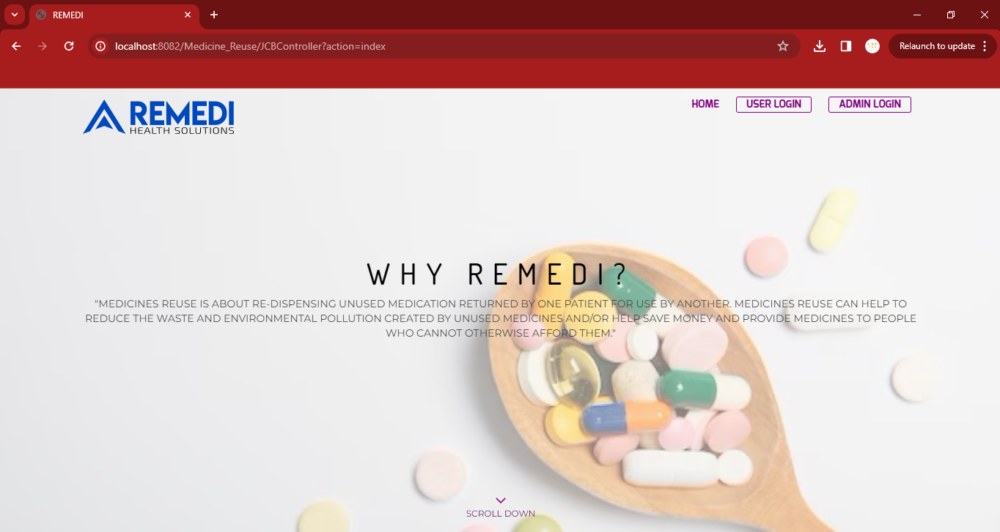 REMEDI
localhost:8082/Medicine_Reuse/JCBController?action=index
Relaunch to update
REMEDI
HEALTH SOLUTIONS
HOME
USER LOGIN
ADMIN LOGIN
WHY REMEDI?
"MEDICINES REUSE IS ABOUT RE-DISPENSING UNUSED MEDICATION RETURNED BY ONE PATIENT FOR USE BY ANOTHER. MEDICINES REUSE CAN HELP TO
REDUCE THE WASTE AND ENVIRONMENTAL POLLUTION CREATED BY UNUSED MEDICINES AND/OR HELP SAVE MONEY AND PROVIDE MEDICINES TO PEOPLE
WHO CANNOT OTHERWISE AFFORD THEM."
SCROLL DOWN